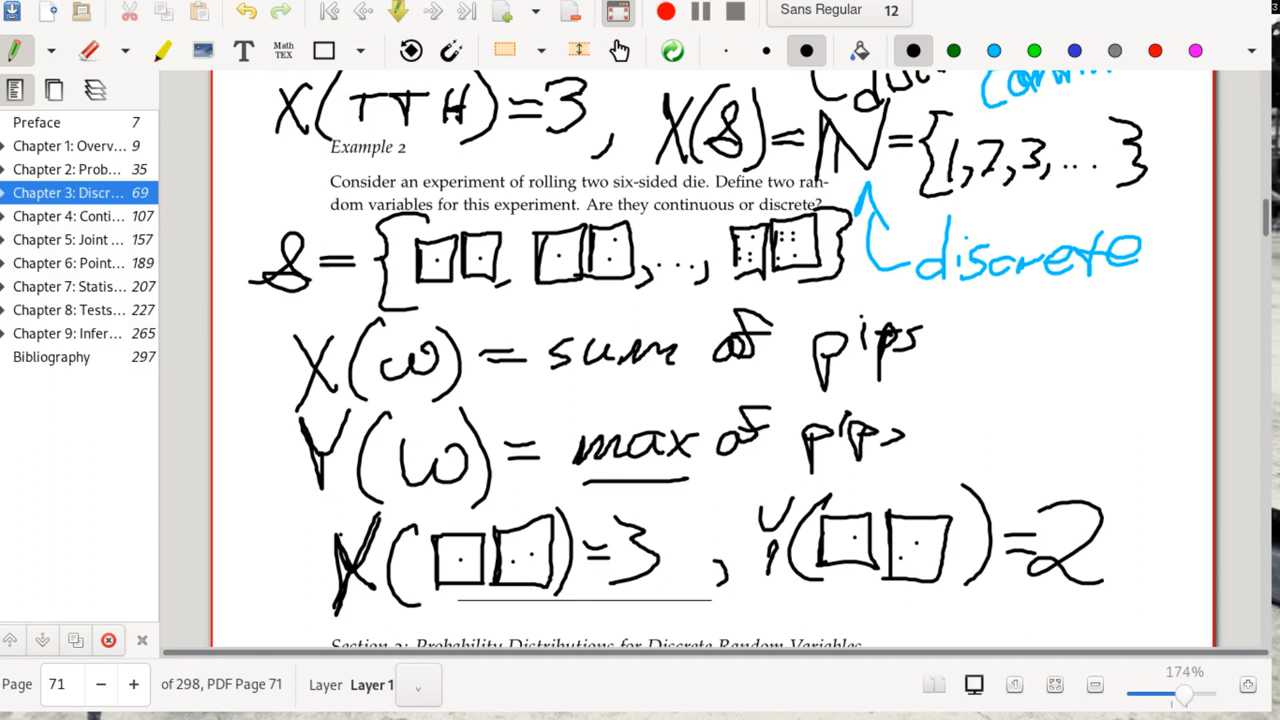 Sans Regular 12
Math
TEX
Preface 7
Chapter 1: Overv... 9
Chapter 2: Prob... 35
Chapter 3: Discr... 69
Chapter 4: Conti... 107
Chapter 5: Joint ... 157
Chapter 6: Point... 189
Chapter 7: Statis... 207
Chapter 8: Tests... 227
Chapter 9: Infer... 265
Bibliography 297
X(TTH)=3, X(S)=ℕ={1,2,3,...}
Example 2
Consider an experiment of rolling two six-sided die. Define two ran-
dom variables for this experiment. Are they continuous or discrete?
discrete
S = {⚀⚀, ⚀⚁, ..., ⚅⚅}
X(ω) = sum of pips
Y(ω) = max of pips
X(⚀⚁)=3, Y(⚀⚁)=2
Page 71 of 298, PDF Page 71 Layer Layer 1
174%